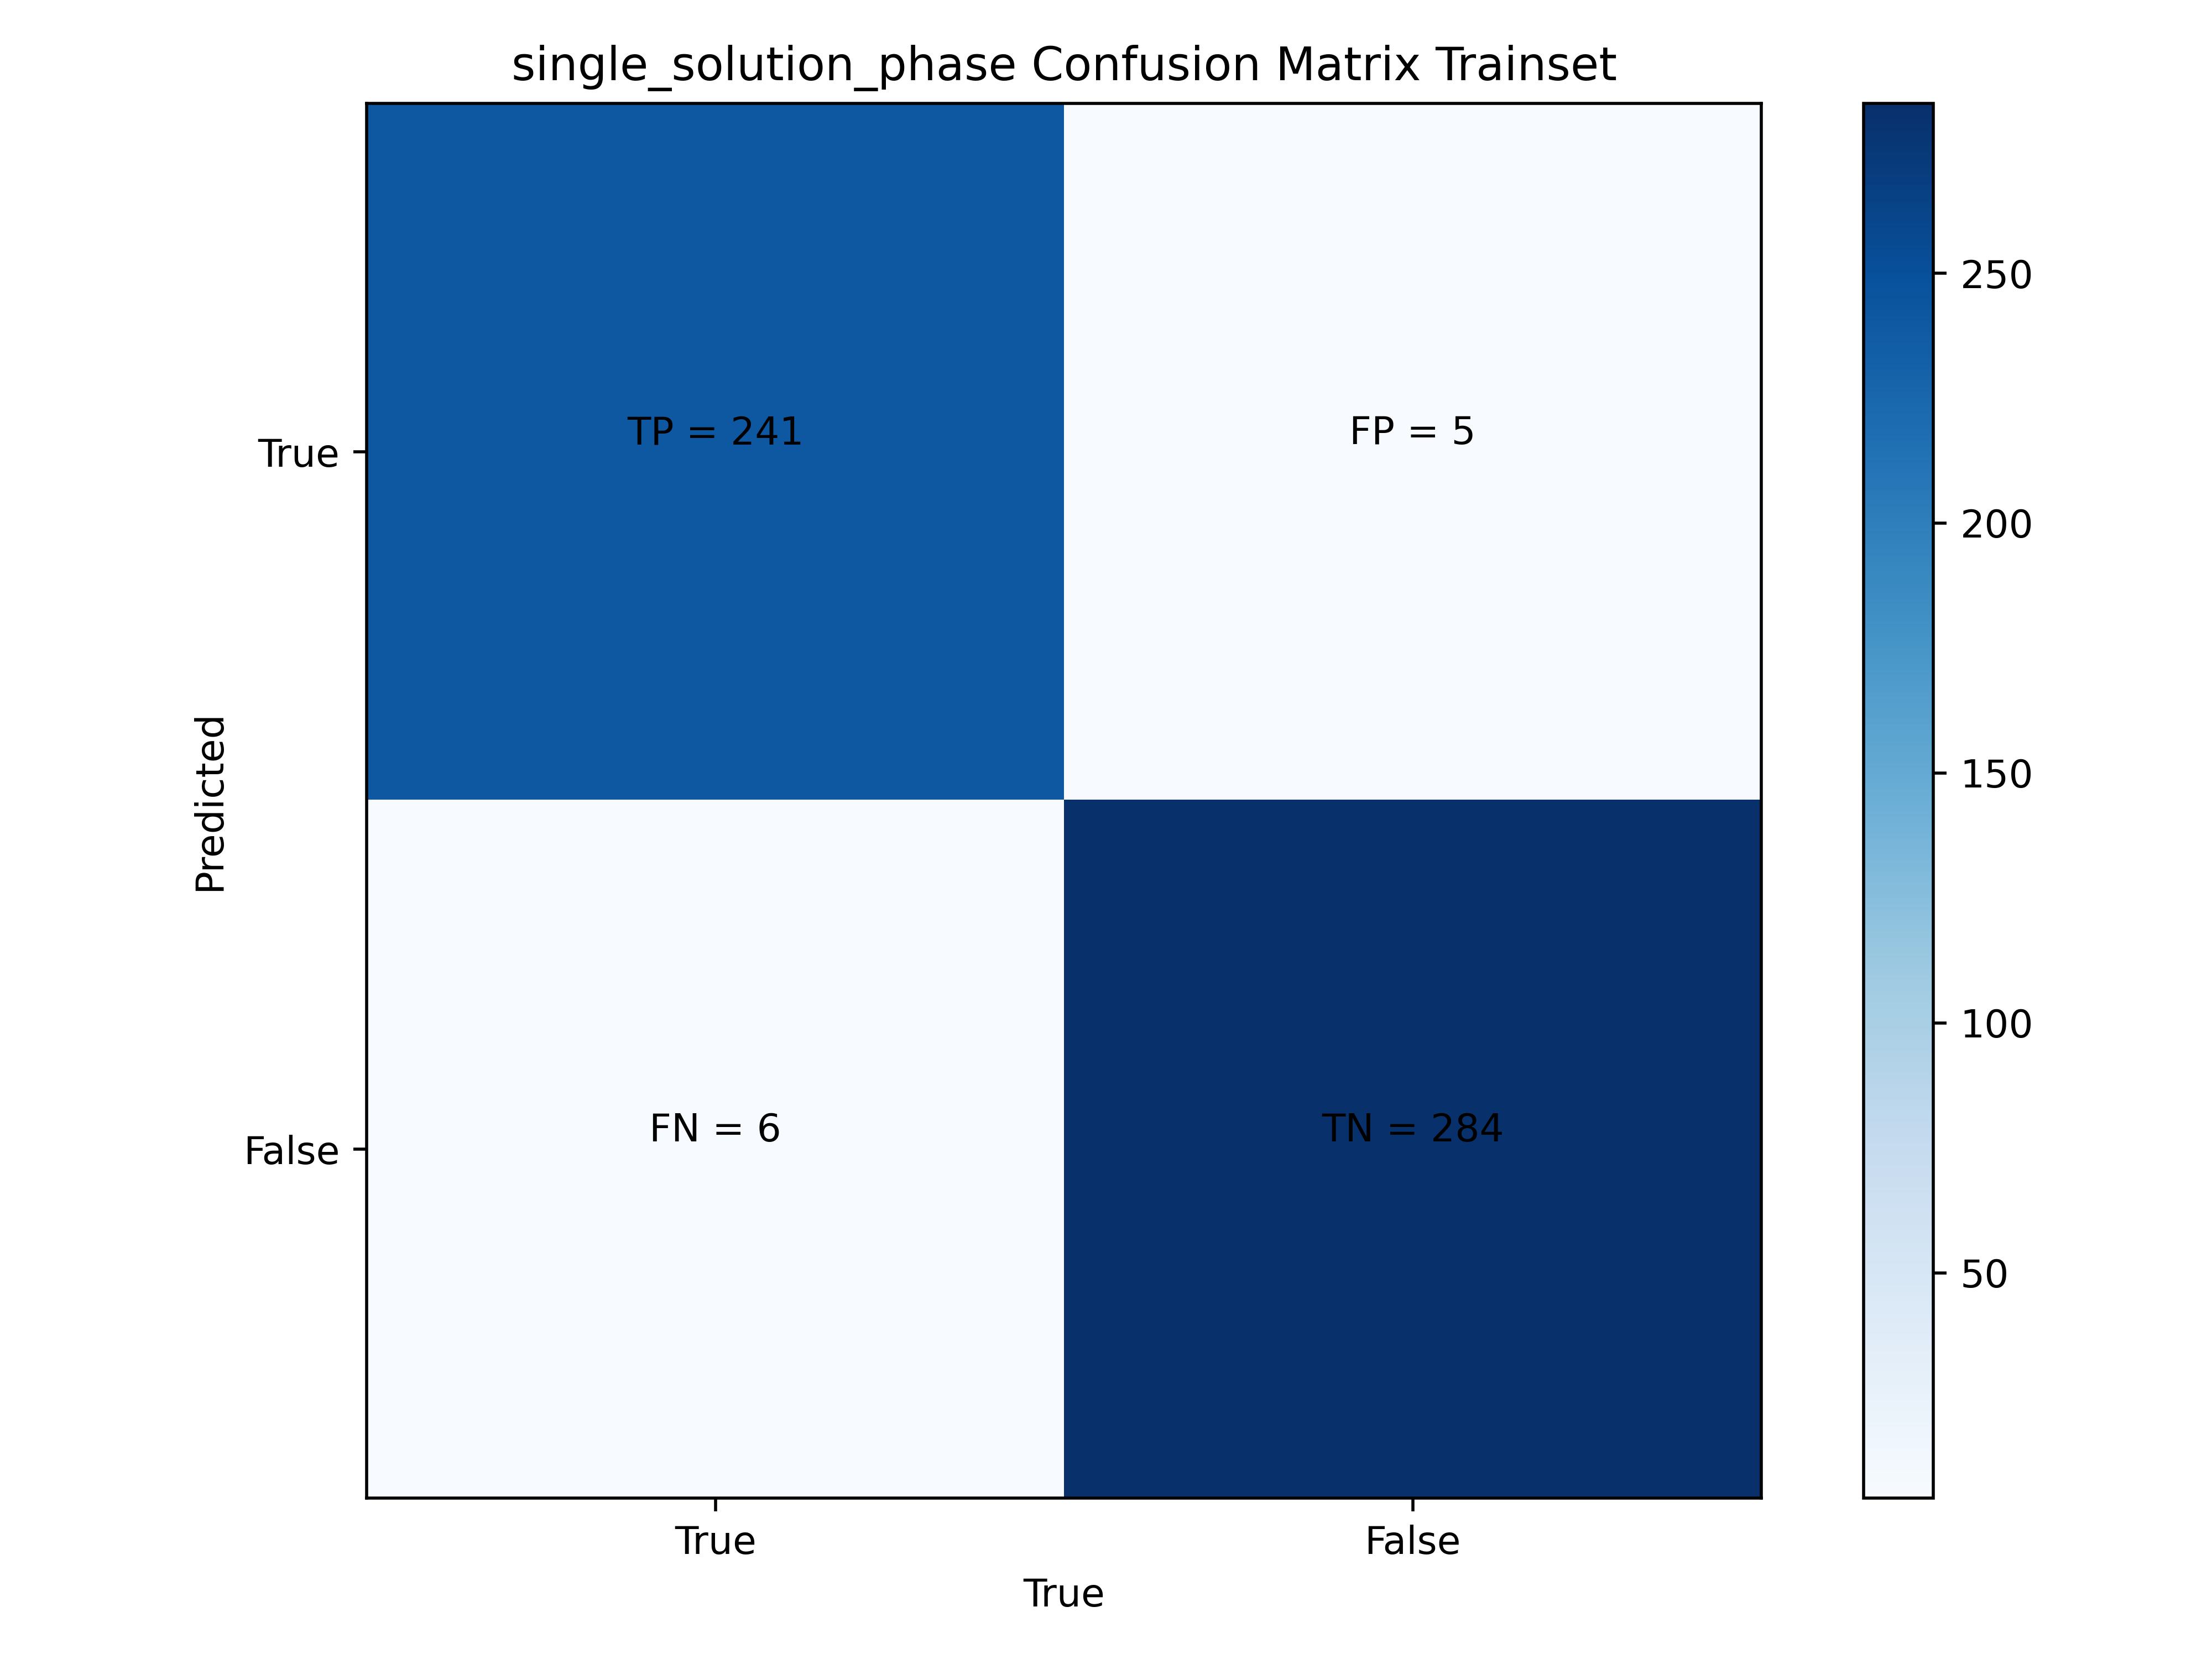 single_solution_phase Confusion Matrix Trainset
TP = 241
FP = 5
True
FN = 6
TN = 284
False
Predicted
True
False
True
250
200
150
100
50